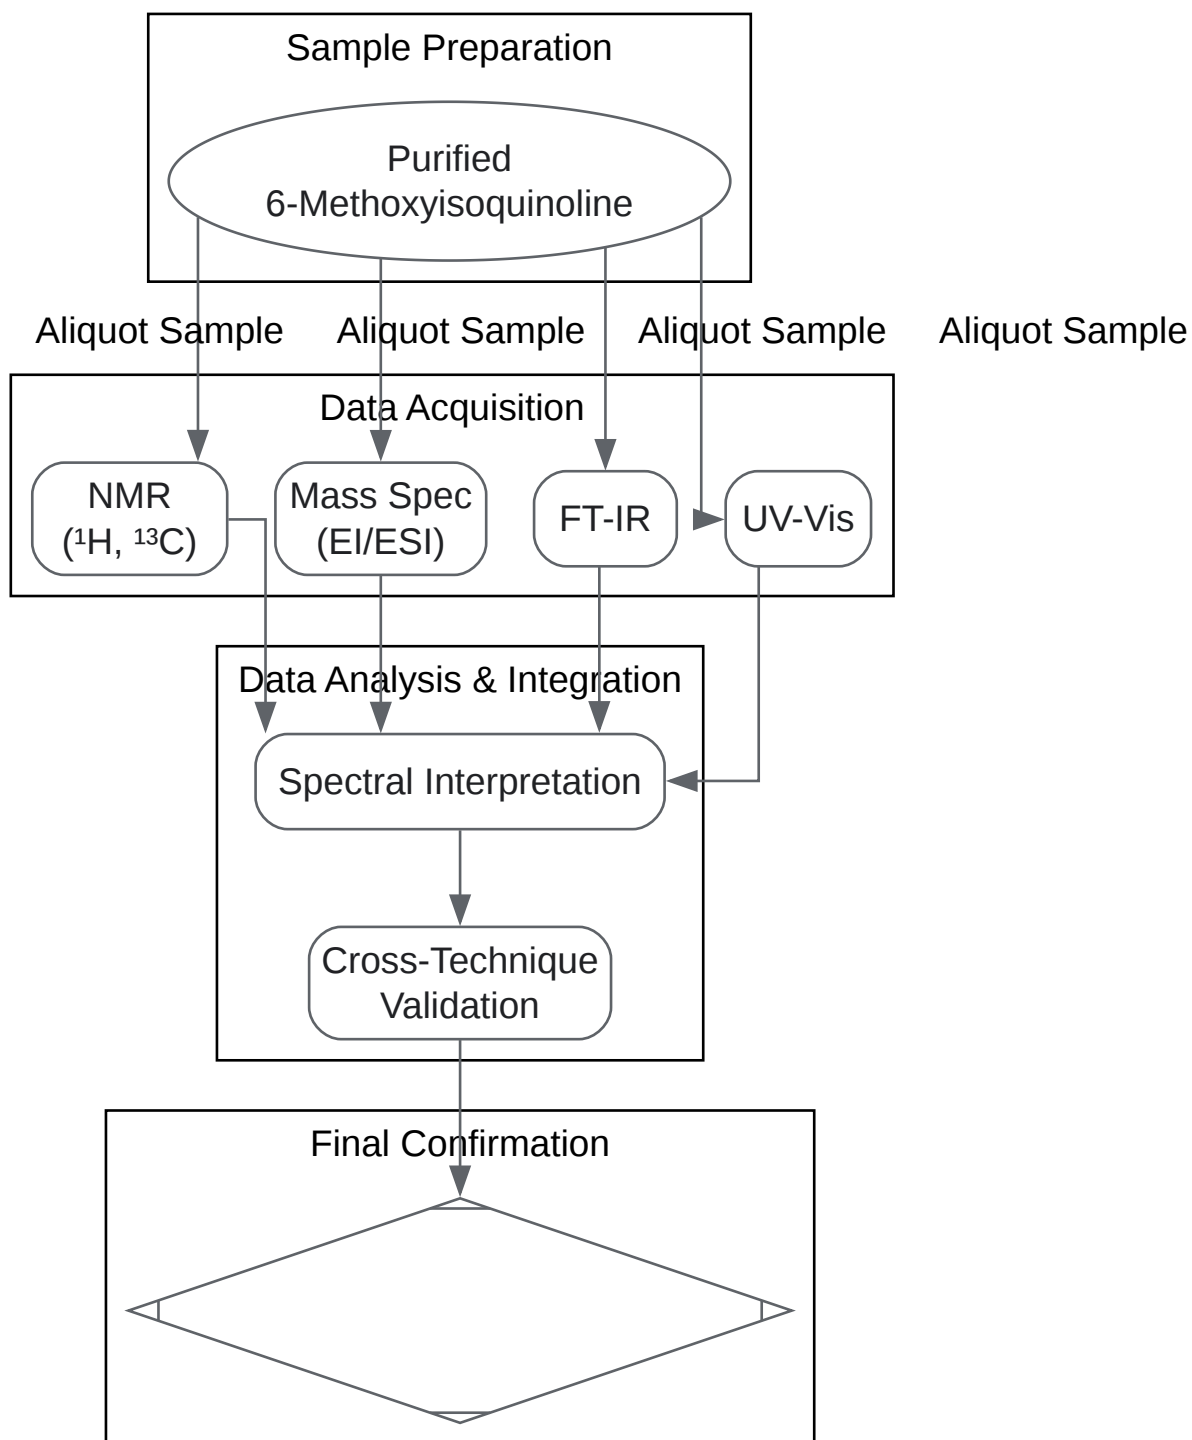 Sample Preparation
Purified
6-Methoxyisoquinoline
Aliquot Sample
Aliquot Sample
Aliquot Sample
Aliquot Sample
Data Acquisition
NMR
(¹H, ¹³C)
Mass Spec
(EI/ESI)
FT-IR
UV-Vis
Data Analysis & Integration
Spectral Interpretation
Cross-Technique
Validation
Final Confirmation